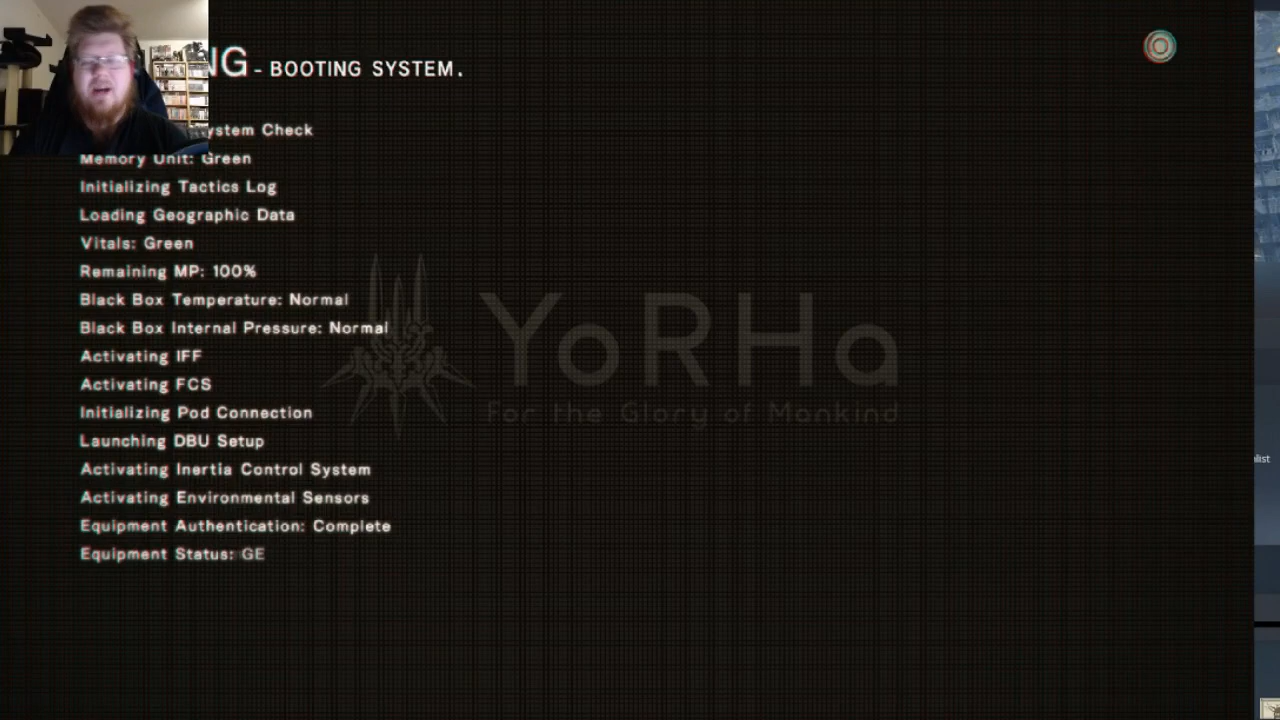 NG - BOOTING SYSTEM.
ystem Check
Memory Unit: Green
Initializing Tactics Log
Loading Geographic Data
Vitals: Green
Remaining MP: 100%
Black Box Temperature: Normal
Black Box Internal Pressure: Normal
Activating IFF
Activating FCS
Initializing Pod Connection
Launching DBU Setup
Activating Inertia Control System
Activating Environmental Sensors
Equipment Authentication: Complete
Equipment Status: GE
YoRHa
For the Glory of Mankind
alist